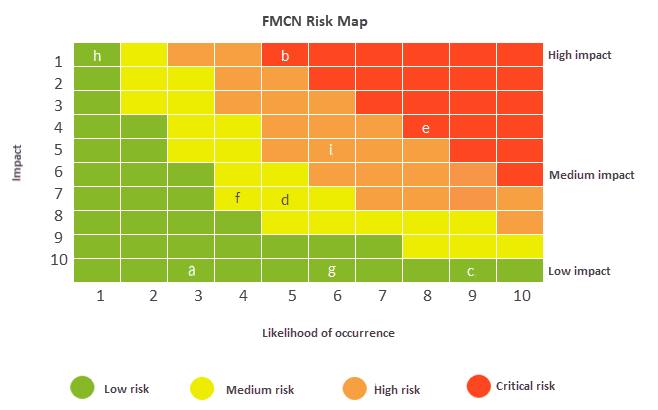 FMCN Risk Map
h b High impact
1
2
3
4 e
5 i
Impact
6 Medium impact
7 f d
8
9
10
a g c Low impact
1 2 3 4 5 6 7 8 9 10
Likelihood of occurrence
Low risk Medium risk High risk Critical risk